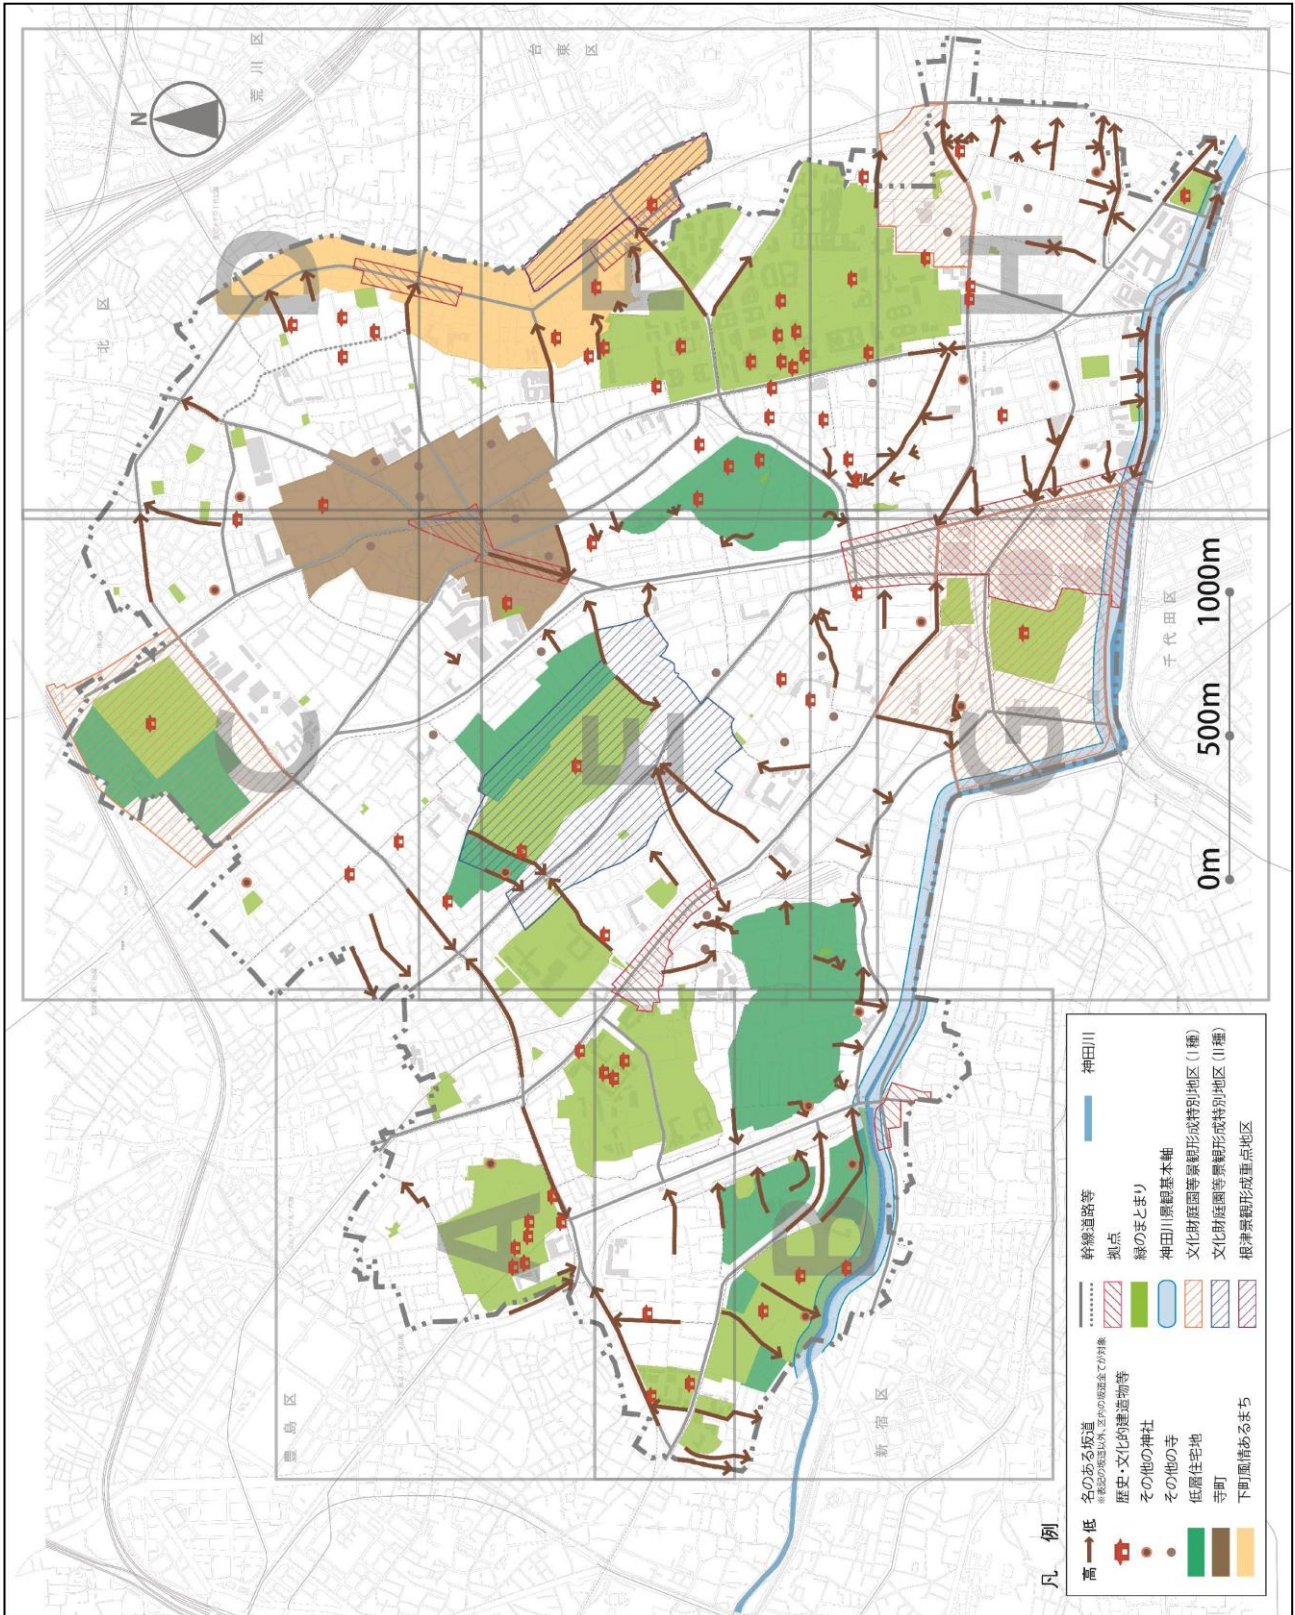 N
荒川区
台東区
北区
豊島区
新宿区
千代田区
A
B
C
D
E
F
G
H
0m
500m
1000m
凡例
高 低 名のある坂道
※表記の坂道以外、区内の坂道全てが対象
歴史・文化的建造物等
その他の神社
その他の寺
低層住宅地
寺町
下町風情あるまち
幹線道路等
拠点
緑のまとまり
神田川景観基本軸
文化財庭園等景観形成特別地区（I種）
文化財庭園等景観形成特別地区（II種）
根津景観形成重点地区
神田川